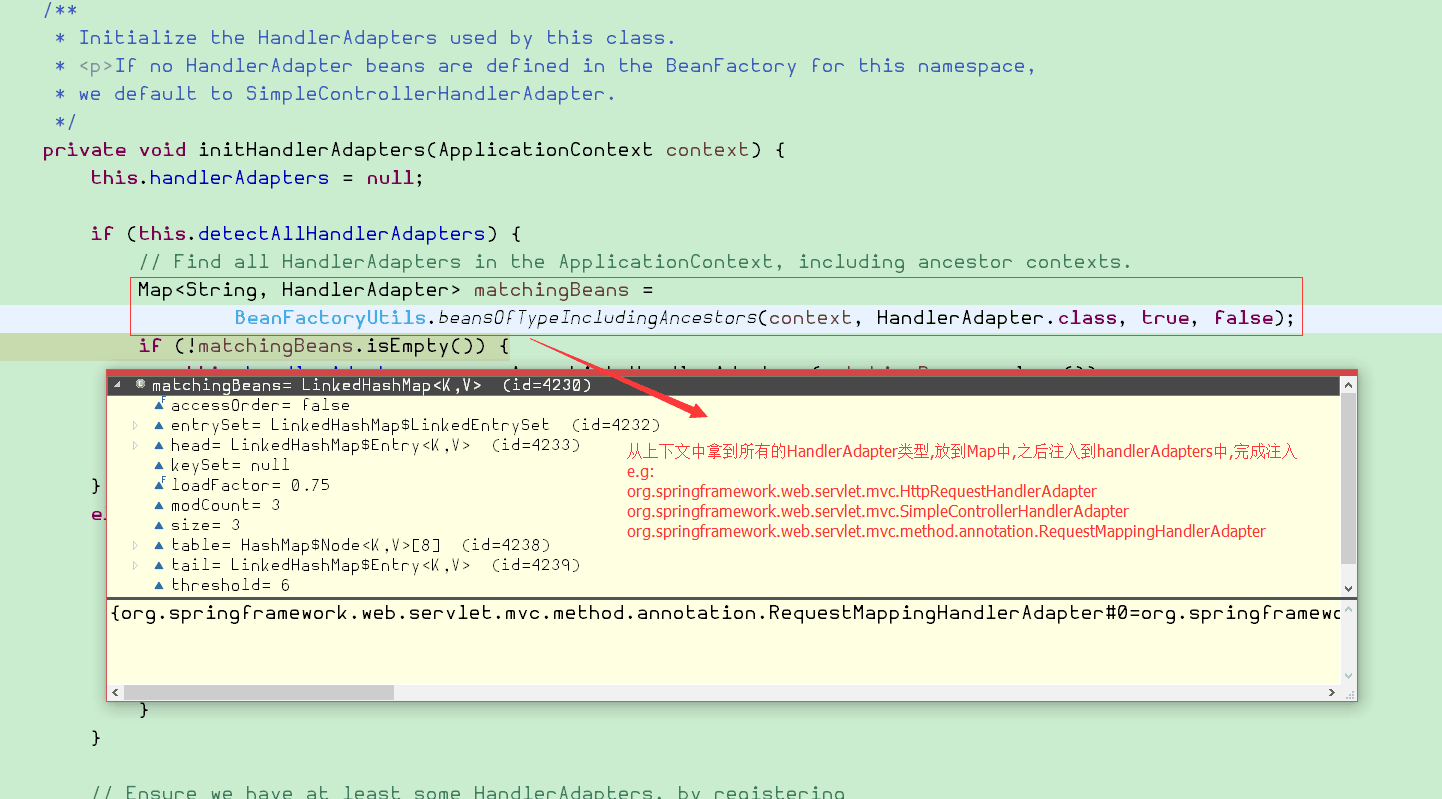 /**
* Initialize the HandlerAdapters used by this class.
* <p>If no HandlerAdapter beans are defined in the BeanFactory for this namespace,
* we default to SimpleControllerHandlerAdapter.
*/
private void initHandlerAdapters(ApplicationContext context) {
this.handlerAdapters = null;
if (this.detectAllHandlerAdapters) {
// Find all HandlerAdapters in the ApplicationContext, including ancestor contexts.
Map<String, HandlerAdapter> matchingBeans =
BeanFactoryUtils.beansOfTypeIncludingAncestors(context, HandlerAdapter.class, true, false);
if (!matchingBeans.isEmpty()) {
matchingBeans= LinkedHashMap<K,V> (id=4230)
accessOrder= false
entrySet= LinkedHashMap$LinkedEntrySet (id=4232)
head= LinkedHashMap$Entry<K,V> (id=4233)
keySet= null
loadFactor= 0.75
modCount= 3
size= 3
table= HashMap$Node<K,V>[8] (id=4238)
tail= LinkedHashMap$Entry<K,V> (id=4239)
threshold= 6
从上下文中拿到所有的HandlerAdapter类型,放到Map中,之后注入到handlerAdapters中,完成注入
e.g:
org.springframework.web.servlet.mvc.HttpRequestHandlerAdapter
org.springframework.web.servlet.mvc.SimpleControllerHandlerAdapter
org.springframework.web.servlet.mvc.method.annotation.RequestMappingHandlerAdapter
}
{org.springframework.web.servlet.mvc.method.annotation.RequestMappingHandlerAdapter#0=org.springframewo
}
}
// Ensure we have at least some HandlerAdapters, by registering